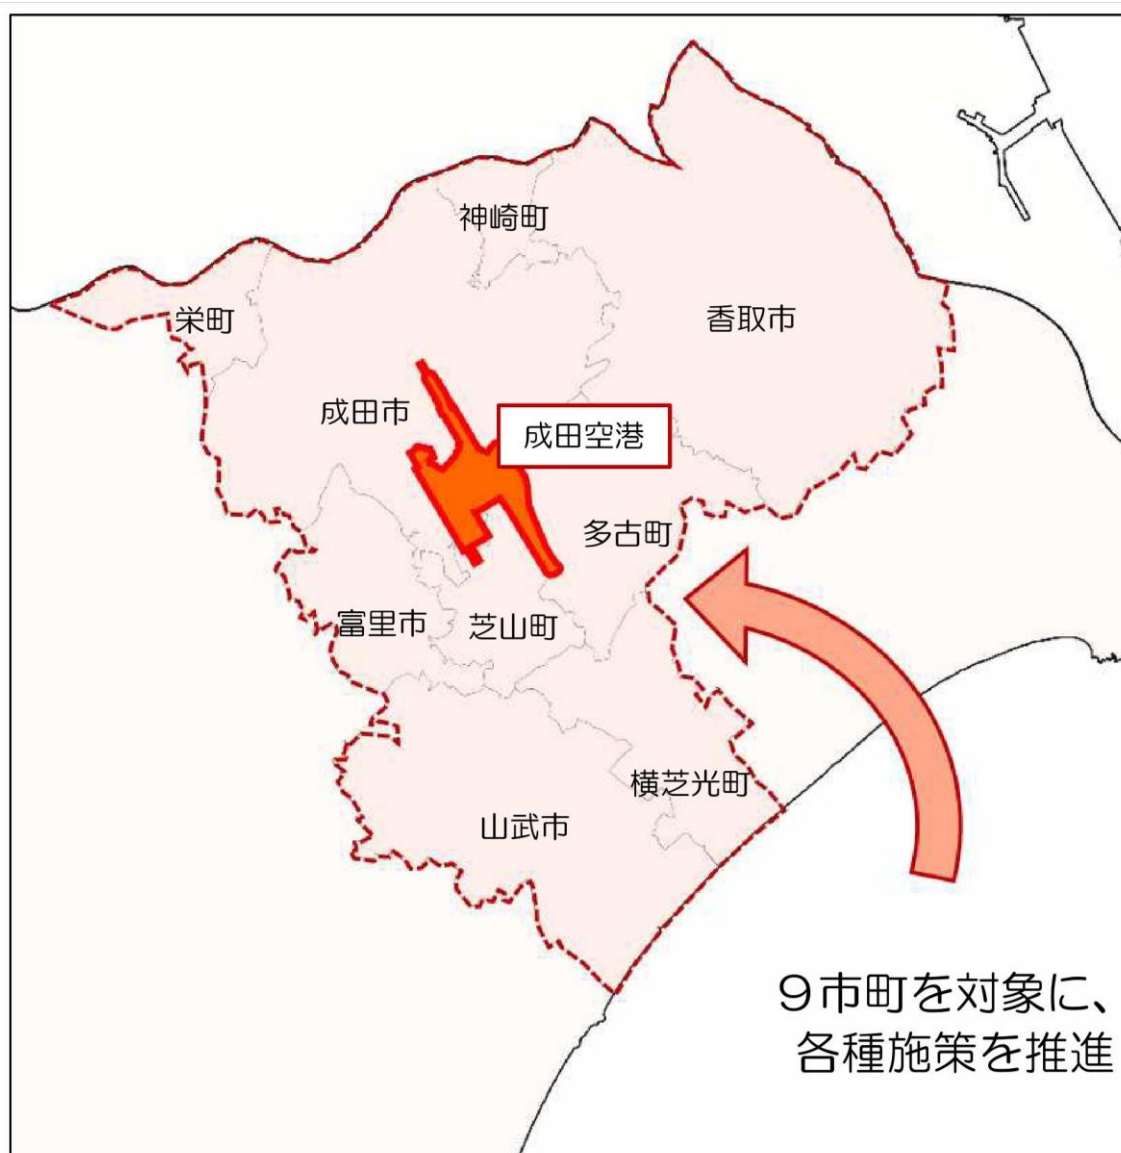 神崎町
栄町
香取市
成田市
成田空港
多古町
富里市
芝山町
横芝光町
山武市
９市町を対象に、
各種施策を推進